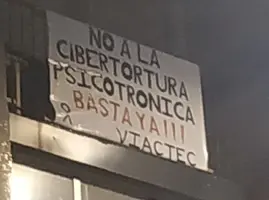 NO A LA
CIBERTORTURA
PSICOTRONICA
BASTA YA!!!
VIACTEC